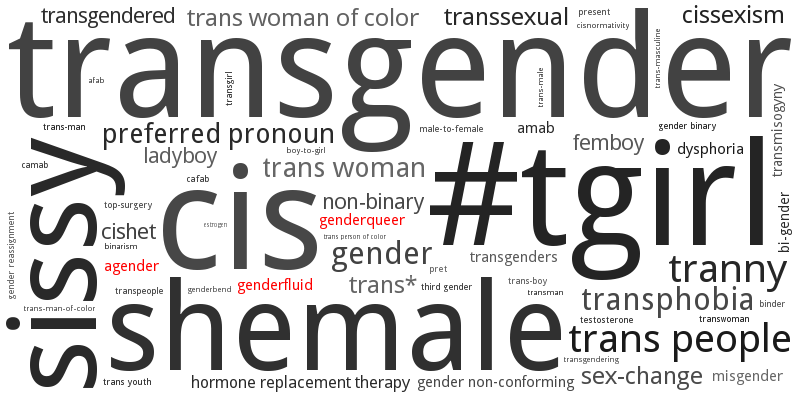 transgendered
trans woman of color
transsexual
present
cissexism
cisnormativity
transgender
afab
transgirl
trans-male
trans-masculine
trans-man
preferred pronoun
male-to-female
amab
gender binary
transmisogyny
ladyboy
boy-to-girl
femboy
dysphoria
camab
sissy
cafab
trans woman
#tgirl
cis
top-surgery
non-binary
genderqueer
estrogen
bi-gender
gender reassignment
cishet
binarism
trans person of color
gender
transgenders
agender
pret
tranny
genderfluid
trans*
third gender
trans-boy
transman
transpeople
genderbend
transphobia
binder
trans-man-of-color
shemale
testosterone
transwoman
trans people
transgendering
trans youth
hormone replacement therapy
gender non-conforming
sex-change
misgender